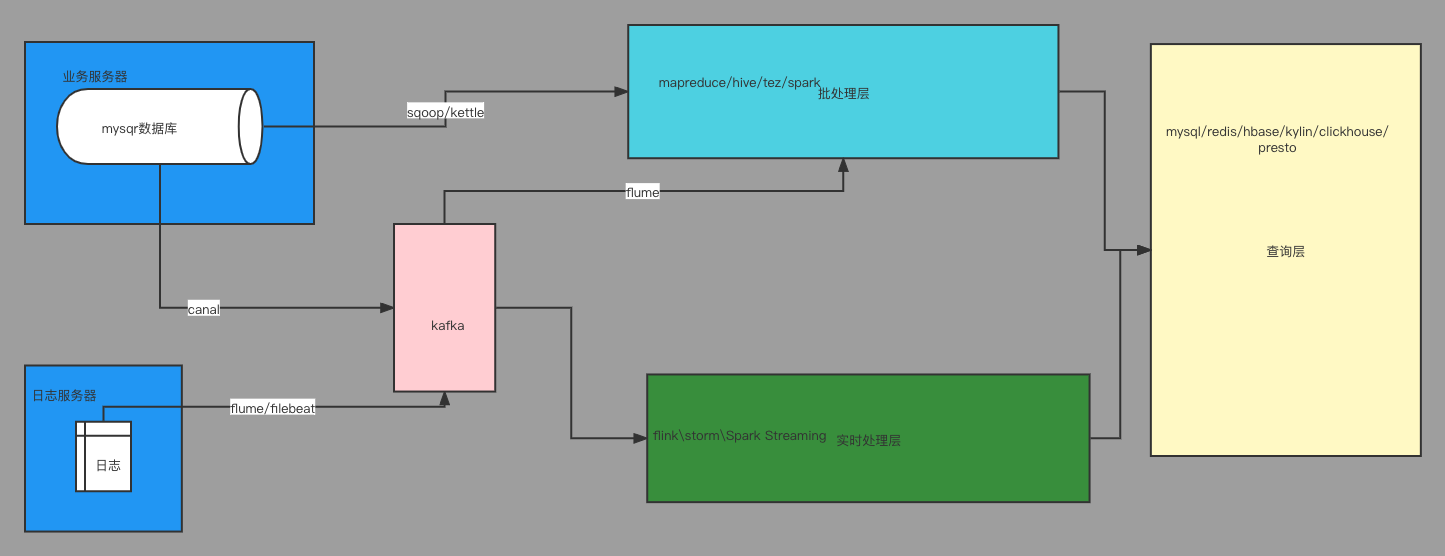 业务服务器
mysqr数据库
sqoop/kettle
mapreduce/hive/tez/spark
批处理层
mysql/redis/hbase/kylin/clickhouse/
presto
查询层
flume
canal
kafka
日志服务器
flume/filebeat
日志
flink\storm\Spark Streaming
实时处理层